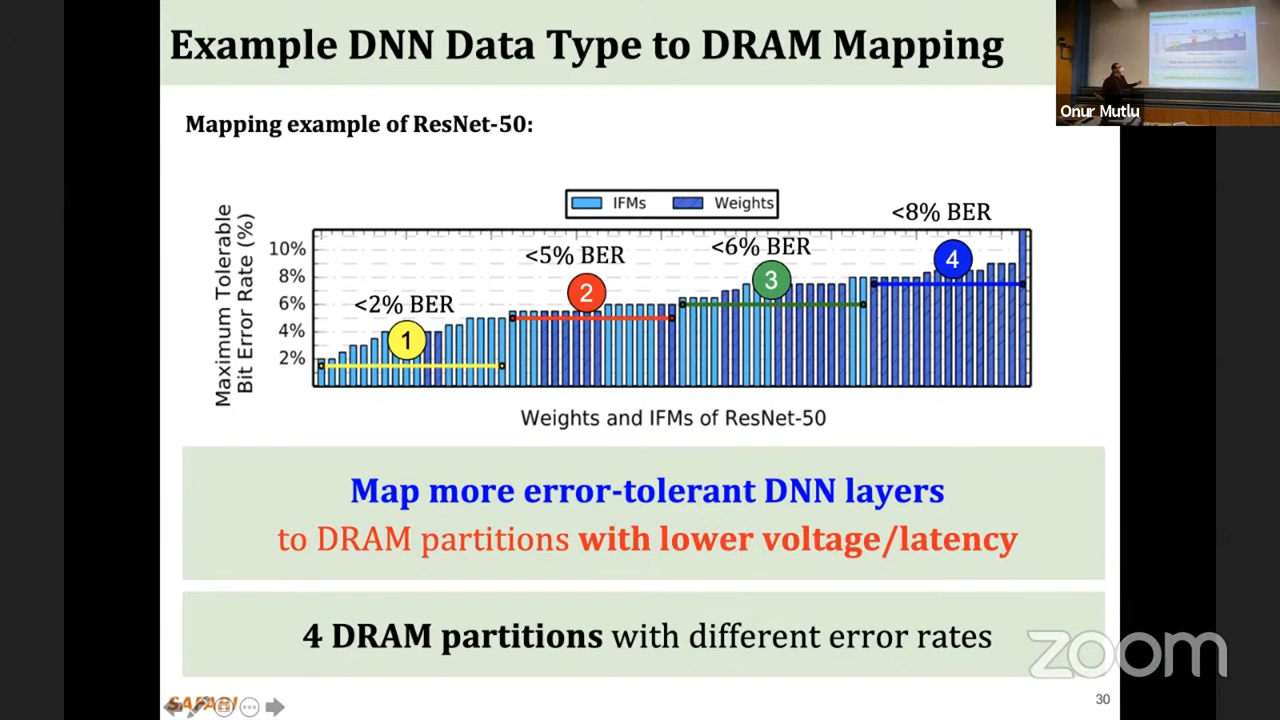 Example DNN Data Type to DRAM Mapping
Onur Mutlu
Mapping example of ResNet-50:
IFMs Weights
<2% BER
<5% BER
<6% BER
<8% BER
1
2
3
4
Maximum Tolerable
Bit Error Rate (%)
10%
8%
6%
4%
2%
Weights and IFMs of ResNet-50
Map more error-tolerant DNN layers
to DRAM partitions with lower voltage/latency
4 DRAM partitions with different error rates
zoom
SAFARI
30